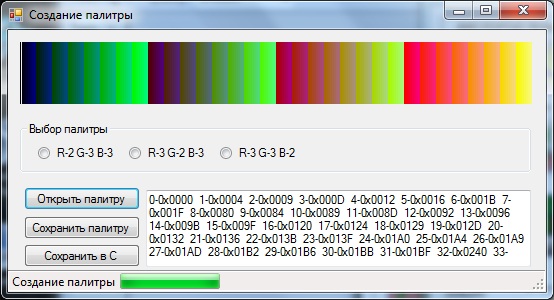 Создание палитры
Выбор палитры
R-2 G-3 B-3 R-3 G-2 B-3 R-3 G-3 B-2
Открыть палитру
Сохранить палитру
Сохранить в С
0-0x0000 1-0x0004 2-0x0009 3-0x000D 4-0x0012 5-0x0016 6-0x001B 7-
0x001F 8-0x0080 9-0x0084 10-0x0089 11-0x008D 12-0x0092 13-0x0096
14-0x009B 15-0x009F 16-0x0120 17-0x0124 18-0x0129 19-0x012D 20-
0x0132 21-0x0136 22-0x013B 23-0x013F 24-0x01A0 25-0x01A4 26-0x01A9
27-0x01AD 28-0x01B2 29-0x01B6 30-0x01BB 31-0x01BF 32-0x0240 33-
Создание палитры